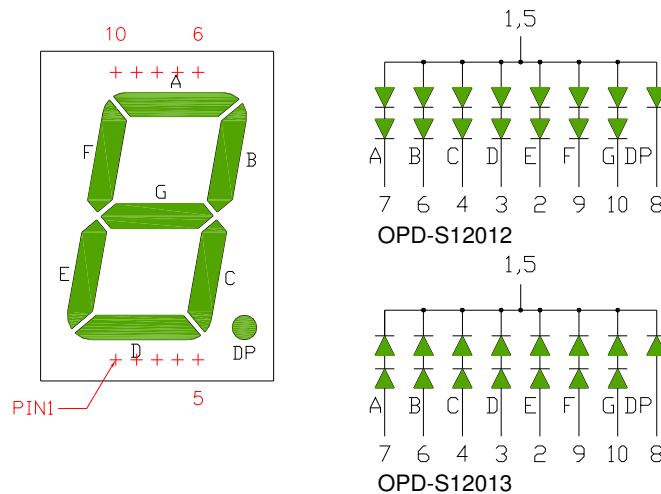 10 6
A
F
B
G
E
C
D
DP
PIN1
5
1,5
A B C D E F G DP
7 6 4 3 2 9 10 8
OPD-S12012
1,5
A B C D E F G DP
7 6 4 3 2 9 10 8
OPD-S12013